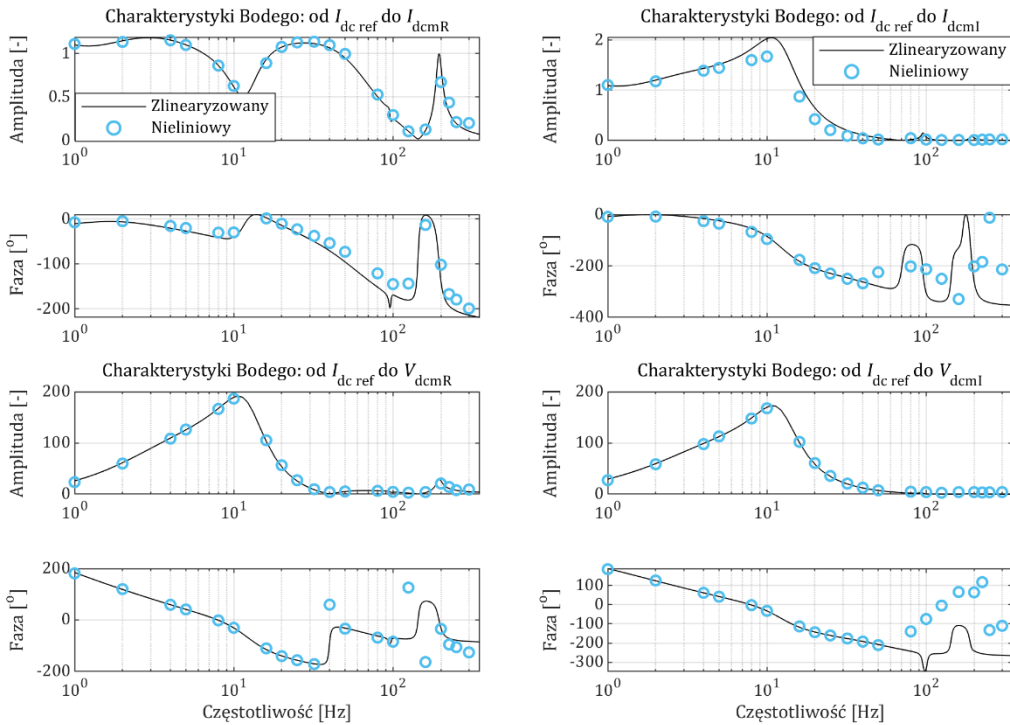 Charakterystyki Bodego: od I_dc ref do I_dcmR
Amplituda [-]
1
0.5
0
Zlinearyzowany
Nieliniowy
10^0 10^1 10^2
Faza [°]
0
-100
-200
10^0 10^1 10^2
Charakterystyki Bodego: od I_dc ref do I_dcmI
Amplituda [-]
2
1
0
Zlinearyzowany
Nieliniowy
10^0 10^1 10^2
Faza [°]
0
-200
-400
10^0 10^1 10^2
Charakterystyki Bodego: od I_dc ref do V_dcmR
Amplituda [-]
200
100
0
10^0 10^1 10^2
Faza [°]
200
0
-200
10^0 10^1 10^2
Częstotliwość [Hz]
Charakterystyki Bodego: od I_dc ref do V_dcmI
Amplituda [-]
200
100
0
10^0 10^1 10^2
Faza [°]
100
0
-100
-200
-300
10^0 10^1 10^2
Częstotliwość [Hz]